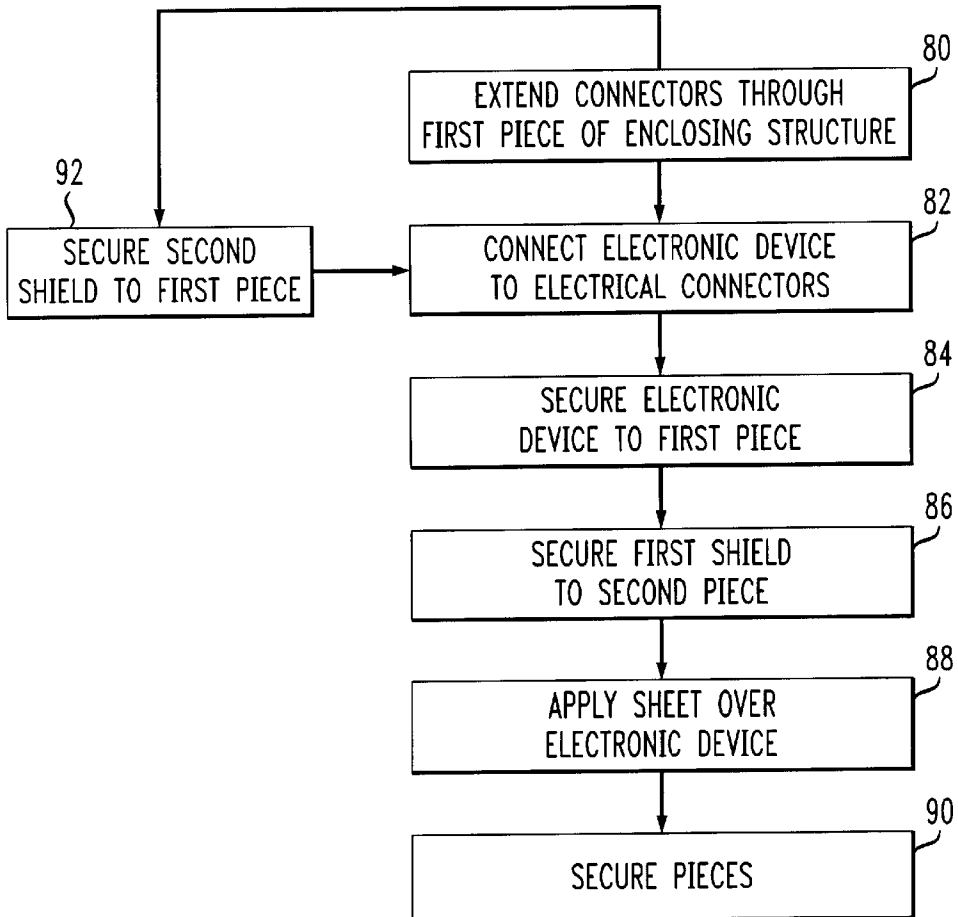 80
EXTEND CONNECTORS THROUGH
FIRST PIECE OF ENCLOSING STRUCTURE
92
SECURE SECOND
SHIELD TO FIRST PIECE
82
CONNECT ELECTRONIC DEVICE
TO ELECTRICAL CONNECTORS
84
SECURE ELECTRONIC
DEVICE TO FIRST PIECE
86
SECURE FIRST SHIELD
TO SECOND PIECE
88
APPLY SHEET OVER
ELECTRONIC DEVICE
90
SECURE PIECES